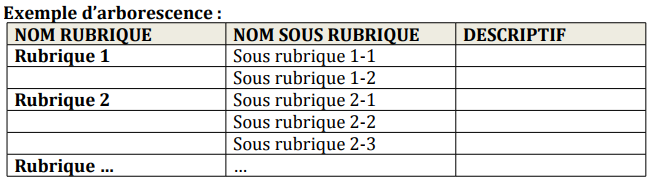 Exemple d'arborescence :
NOM RUBRIQUE NOM SOUS RUBRIQUE DESCRIPTIF
Rubrique 1 Sous rubrique 1-1
Sous rubrique 1-2
Rubrique 2 Sous rubrique 2-1
Sous rubrique 2-2
Sous rubrique 2-3
Rubrique ... ...